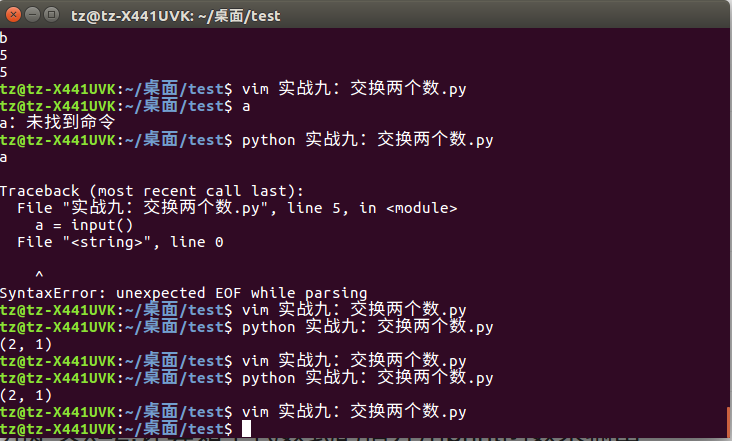 tz@tz-X441UVK: ~/桌面/test
b
5
5
tz@tz-X441UVK:~/桌面/test$ vim 实战九：交换两个数.py
tz@tz-X441UVK:~/桌面/test$ a
a：未找到命令
tz@tz-X441UVK:~/桌面/test$ python 实战九：交换两个数.py
a
Traceback (most recent call last):
  File "实战九：交换两个数.py", line 5, in <module>
    a = input()
  File "<string>", line 0
    ^
SyntaxError: unexpected EOF while parsing
tz@tz-X441UVK:~/桌面/test$ vim 实战九：交换两个数.py
tz@tz-X441UVK:~/桌面/test$ python 实战九：交换两个数.py
(2, 1)
tz@tz-X441UVK:~/桌面/test$ vim 实战九：交换两个数.py
tz@tz-X441UVK:~/桌面/test$ python 实战九：交换两个数.py
(2, 1)
tz@tz-X441UVK:~/桌面/test$ vim 实战九：交换两个数.py
tz@tz-X441UVK:~/桌面/test$